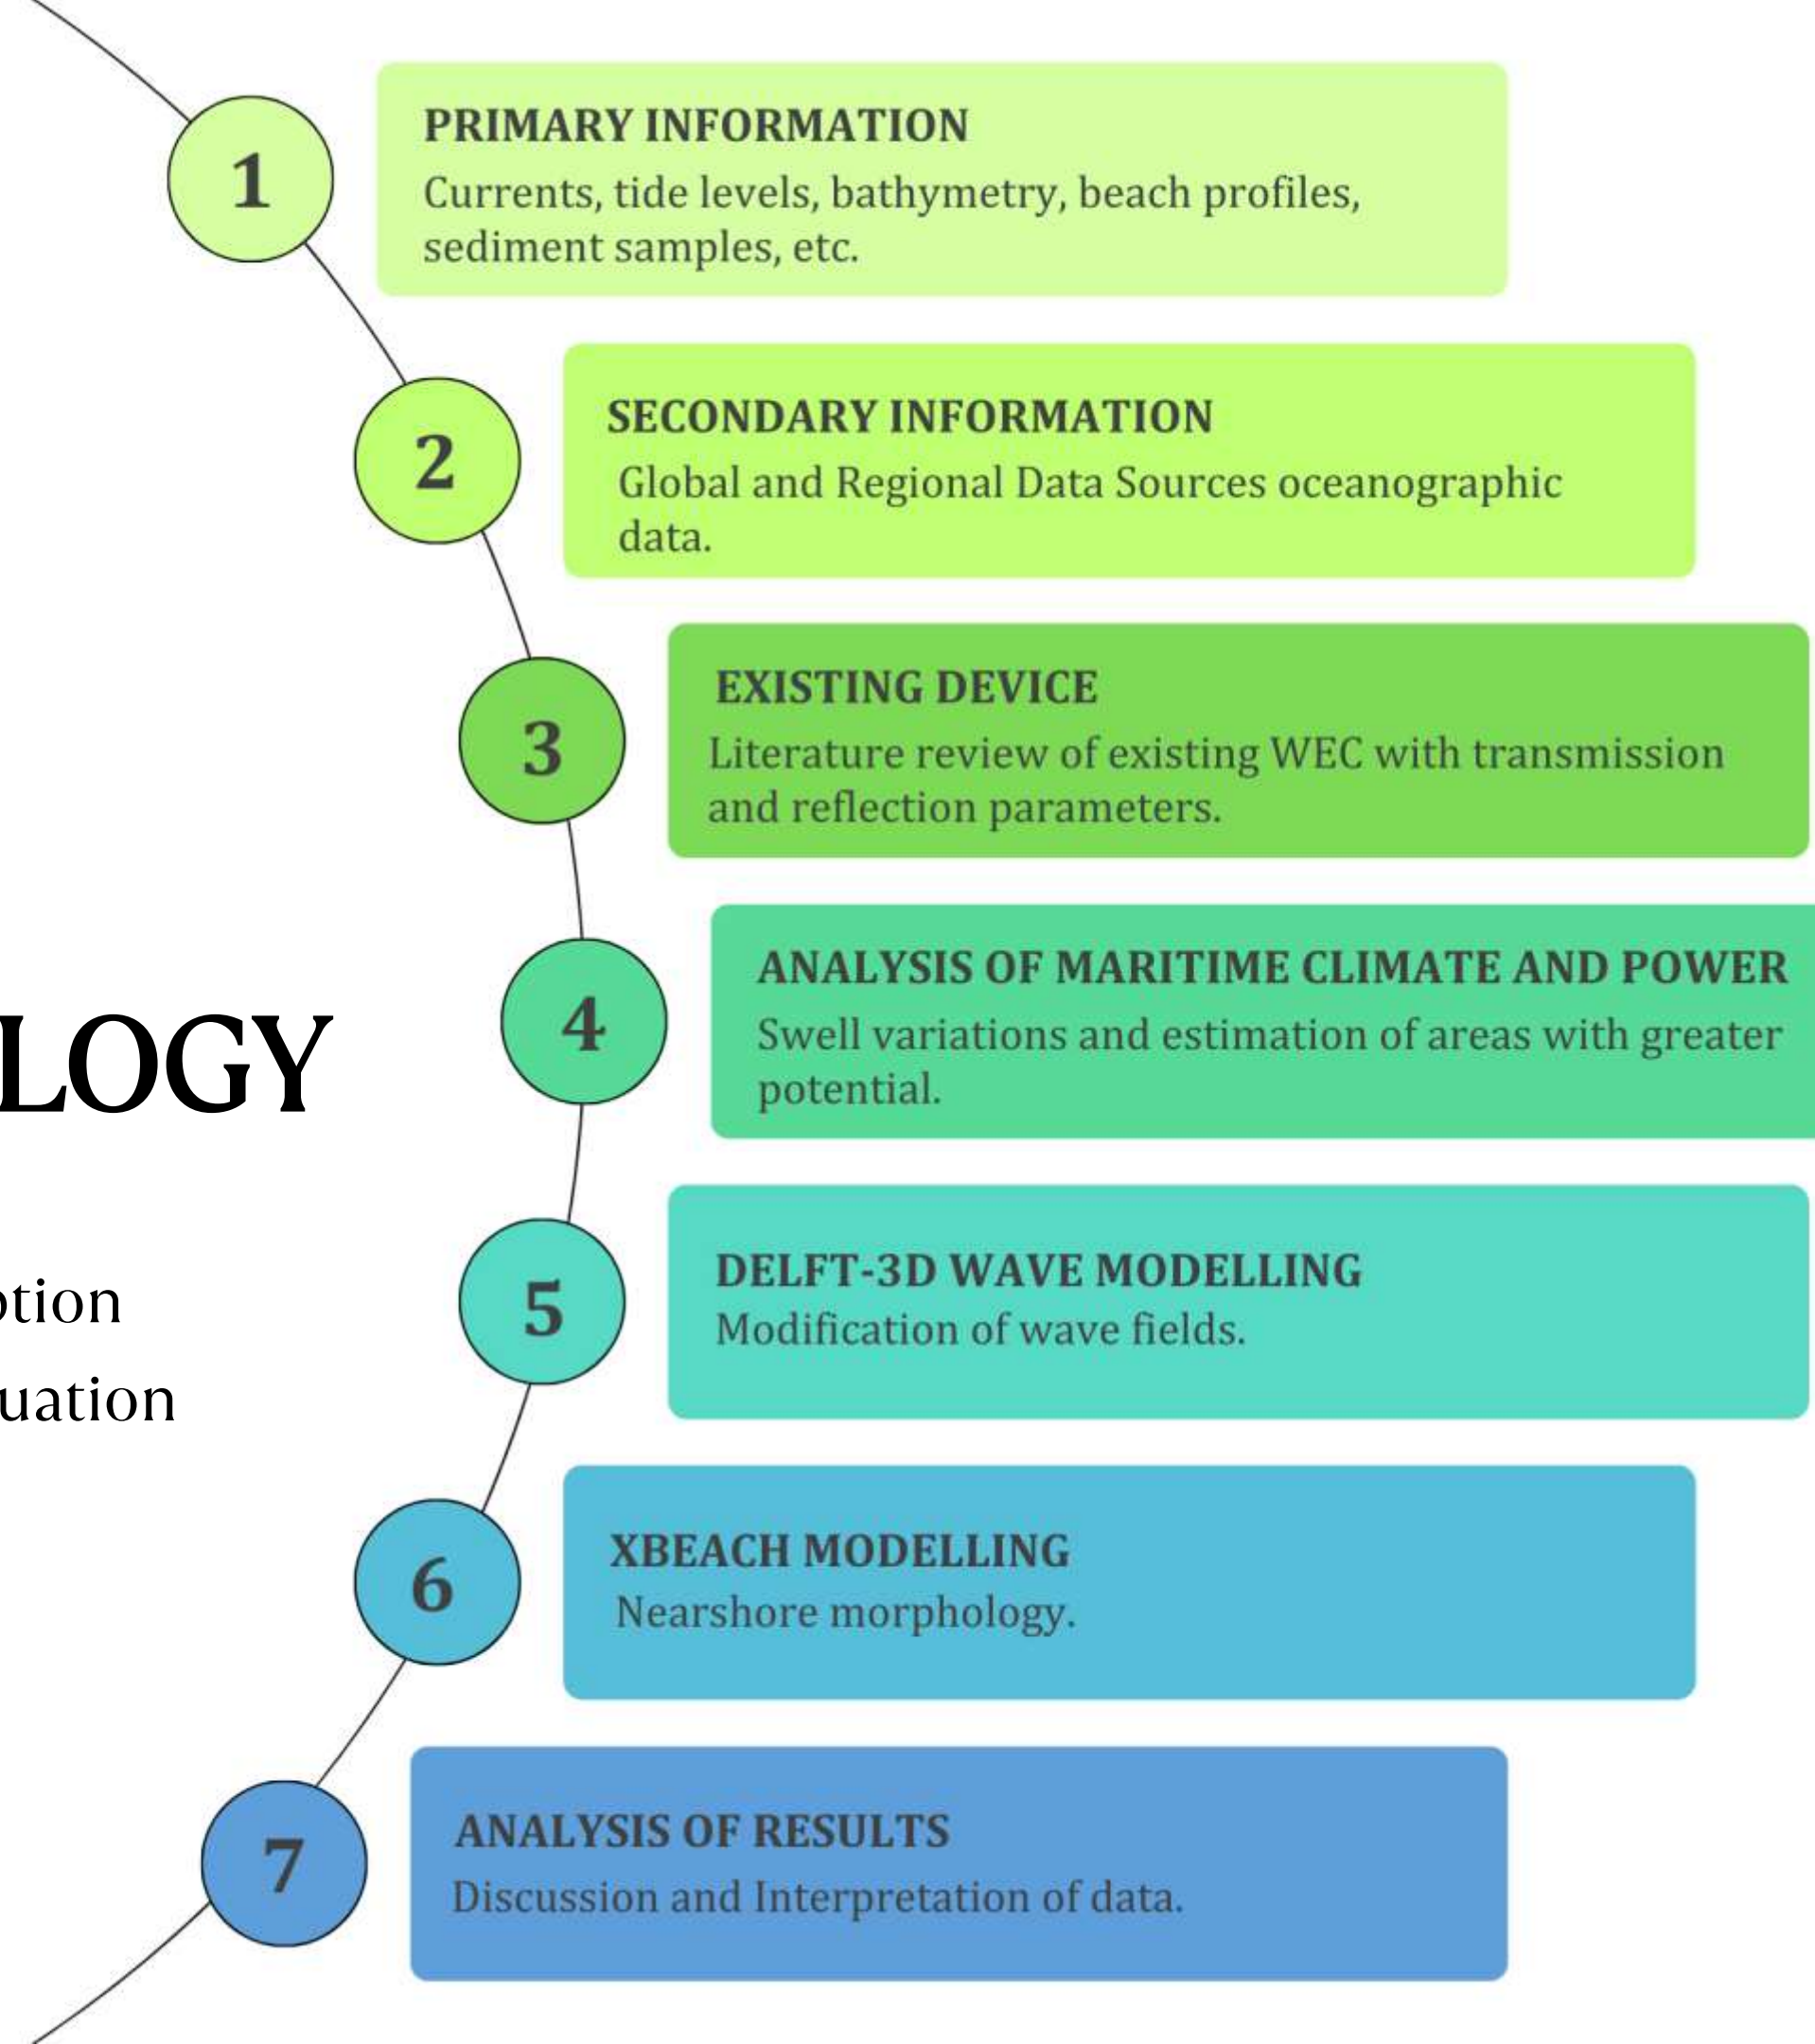 1
PRIMARY INFORMATION
Currents, tide levels, bathymetry, beach profiles,
sediment samples, etc.
2
SECONDARY INFORMATION
Global and Regional Data Sources oceanographic
data.
3
EXISTING DEVICE
Literature review of existing WEC with transmission
and reflection parameters.
4
ANALYSIS OF MARITIME CLIMATE AND POWER
Swell variations and estimation of areas with greater
potential.
LOGY
5
DELFT-3D WAVE MODELLING
Modification of wave fields.
tion
uation
6
XBEACH MODELLING
Nearshore morphology.
7
ANALYSIS OF RESULTS
Discussion and Interpretation of data.